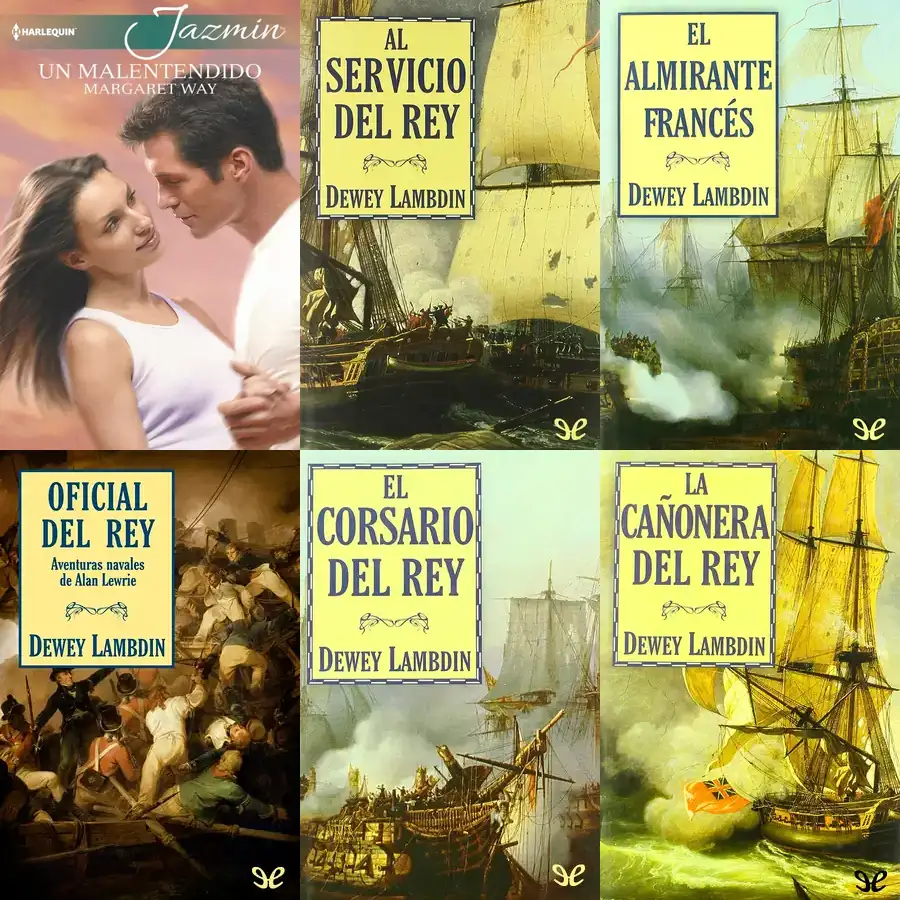 HARLEQUIN
Jazmín
UN MALENTENDIDO
MARGARET WAY
AL
SERVICIO
DEL REY
DEWEY LAMBDIN
EL
ALMIRANTE
FRANCÉS
DEWEY LAMBDIN
OFICIAL
DEL REY
Aventuras navales
de Alan Lewrie
DEWEY LAMBDIN
EL
CORSARIO
DEL REY
DEWEY LAMBDIN
LA
CAÑONERA
DEL REY
DEWEY LAMBDIN